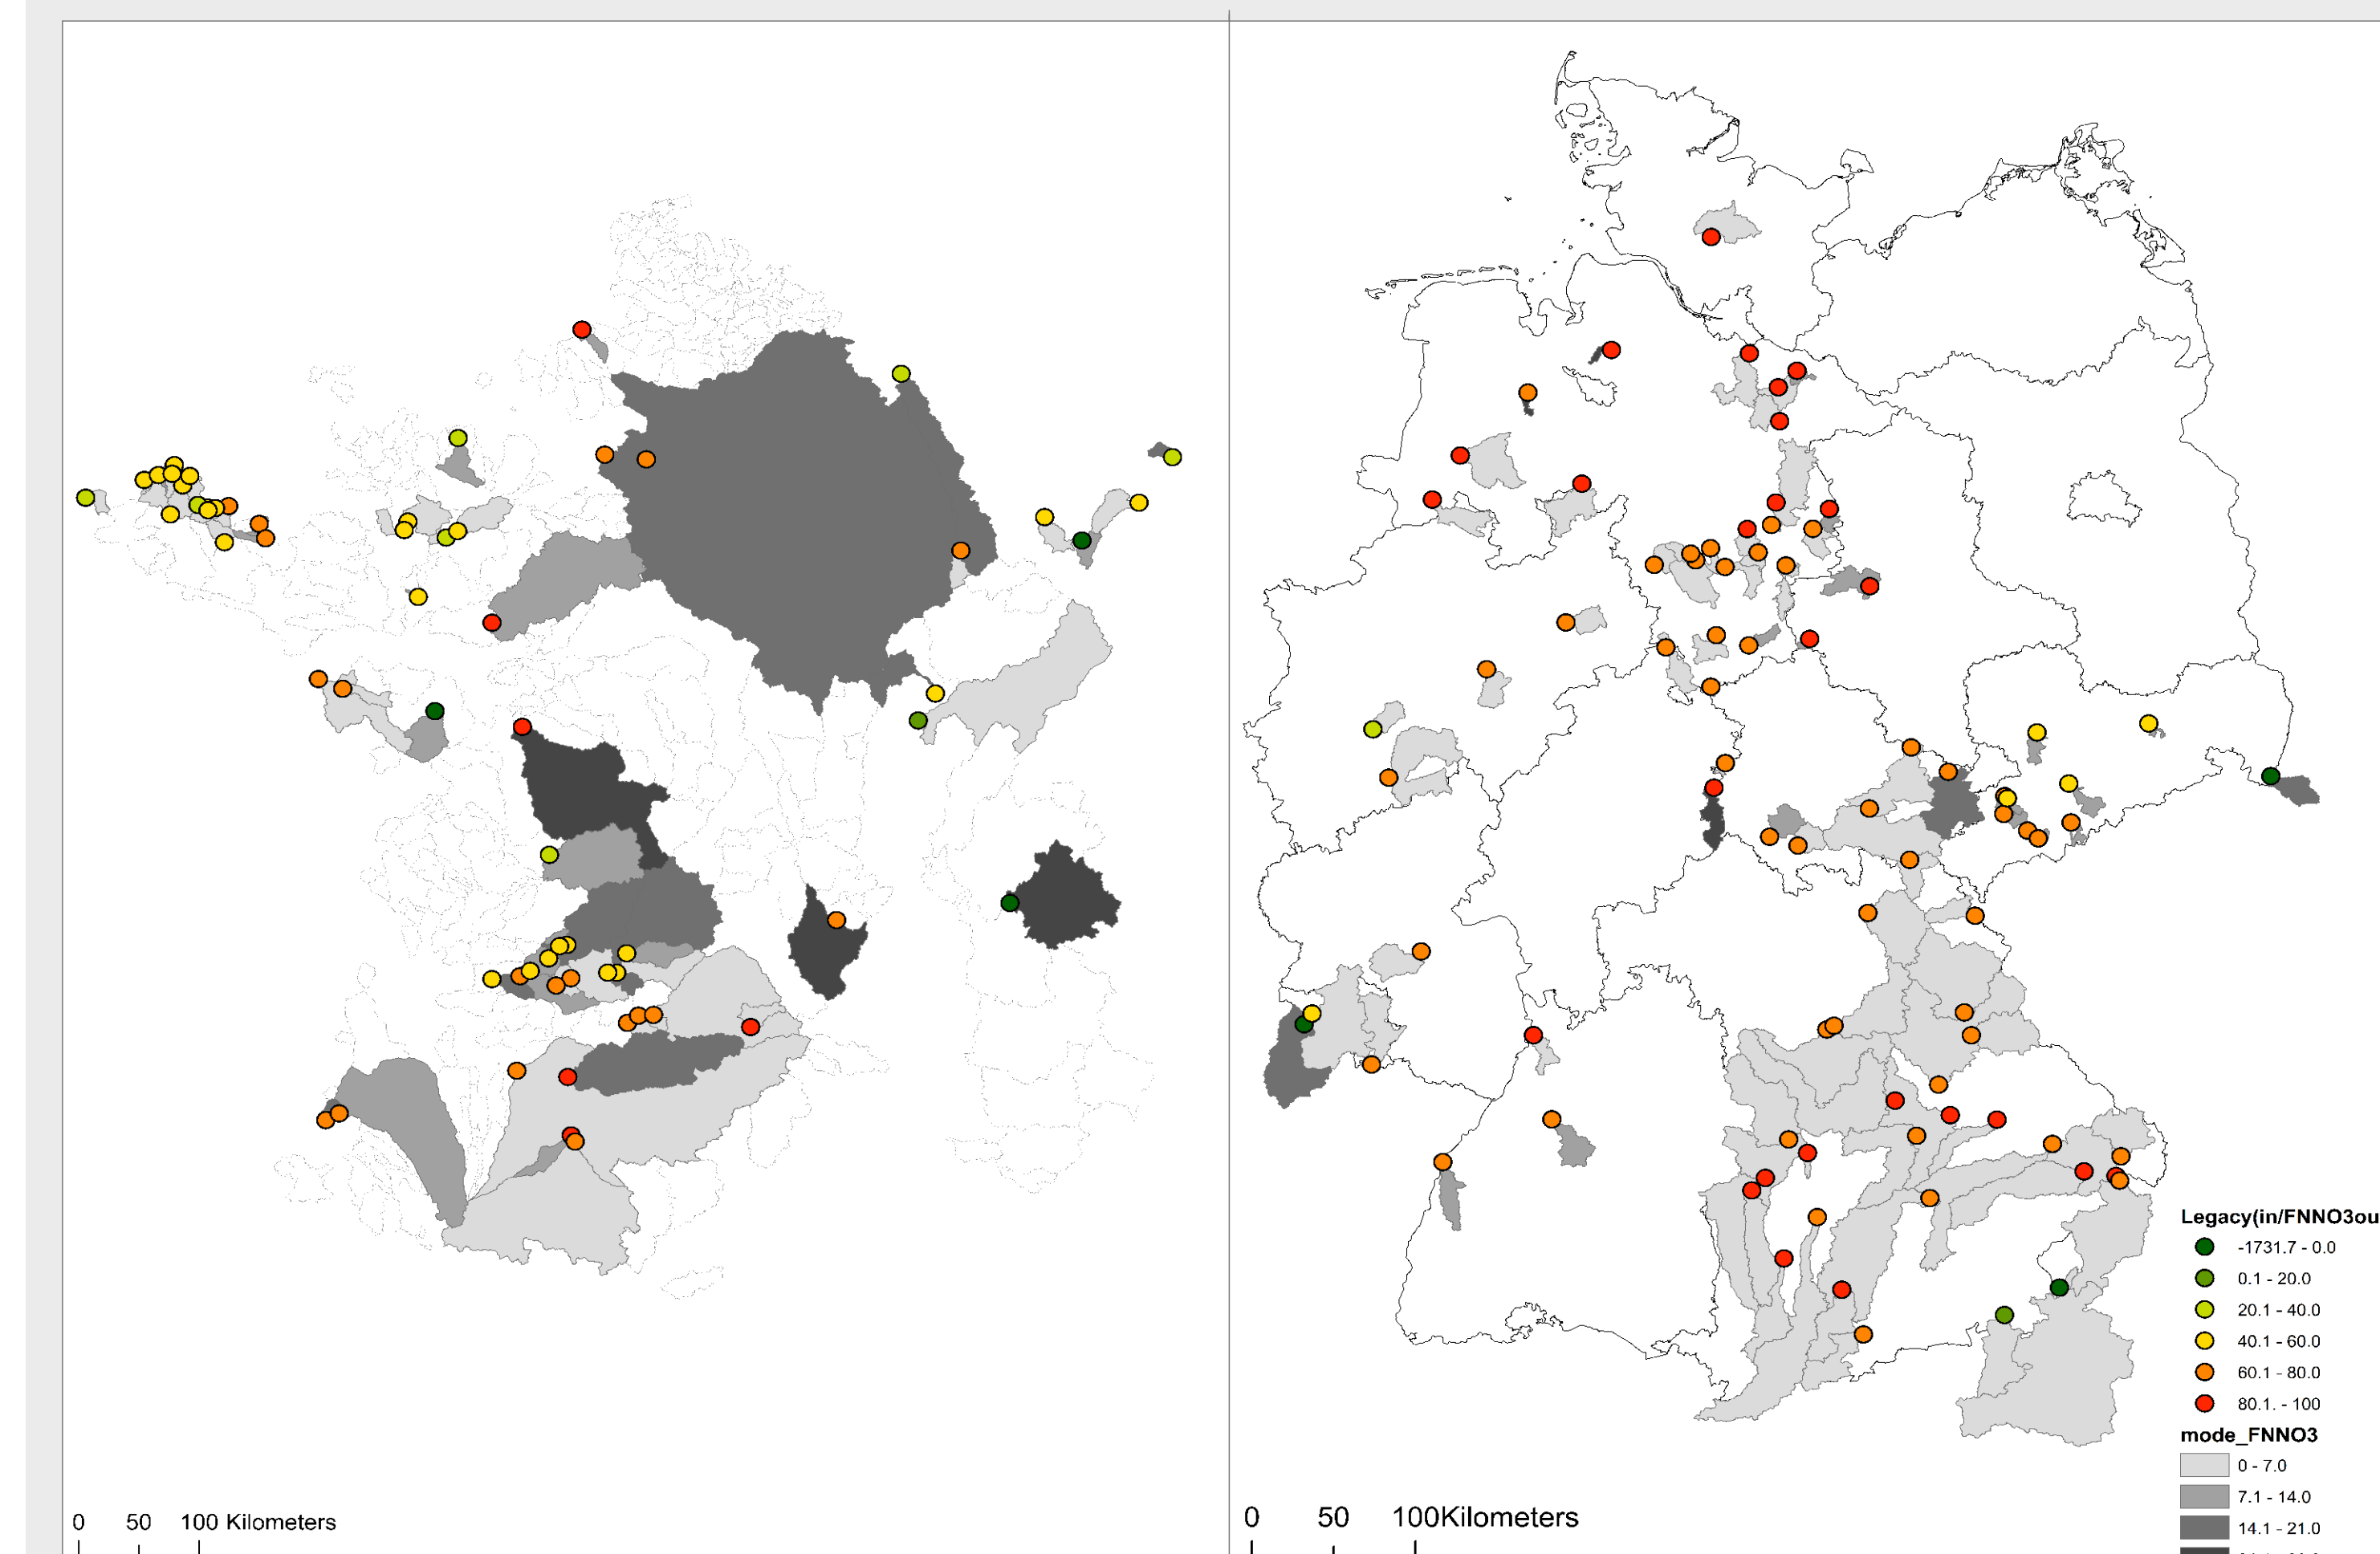 0 50 100 Kilometers
0 50 100Kilometers
Legacy(in/FNNO3ou
-1731.7 - 0.0
0.1 - 20.0
20.1 - 40.0
40.1 - 60.0
60.1 - 80.0
80.1. - 100
mode_FNNO3
0 - 7.0
7.1 - 14.0
14.1 - 21.0